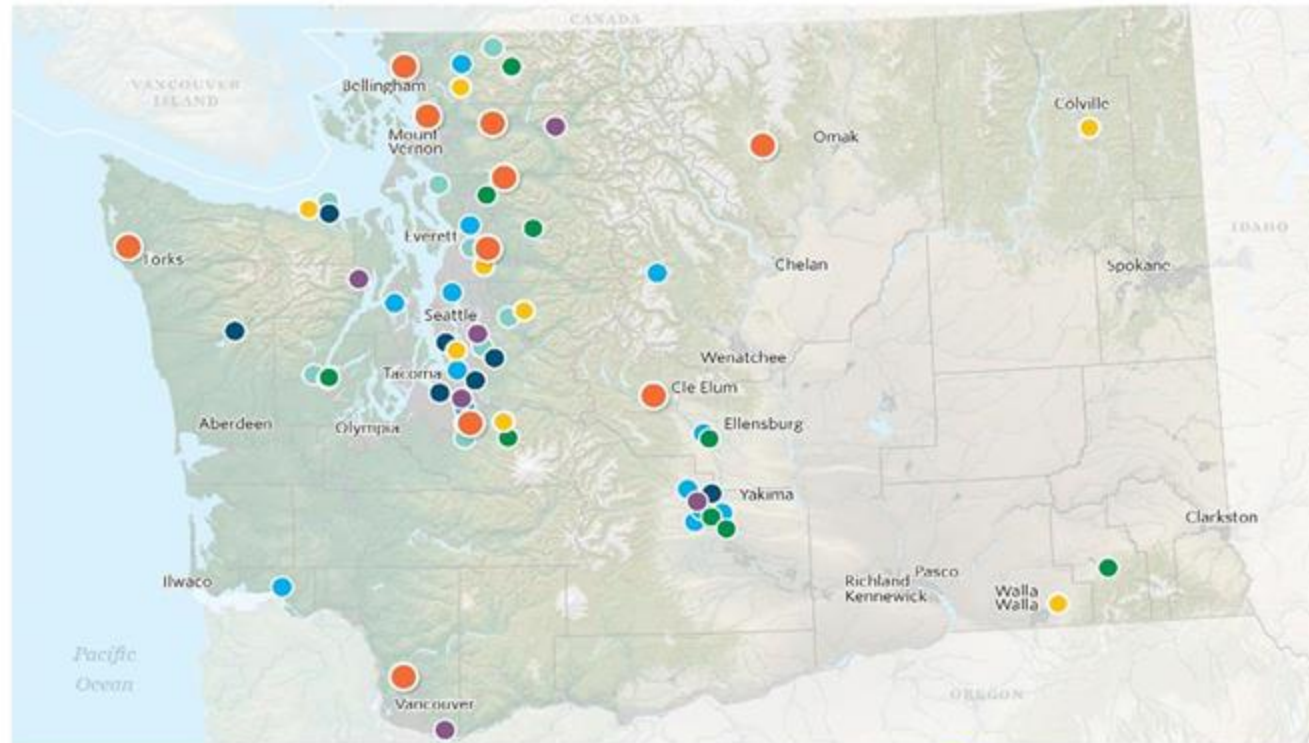 CANADA
VANCOUVER
ISLAND
Bellingham
Colville
Mount
Vernon
Omak
Everett
Forks
Chelan
Spokane
IDAHO
Seattle
Wenatchee
Tacoma
Cle Elum
Aberdeen
Olympia
Ellensburg
Yakima
Clarkston
Ilwaco
Richland
Pasco
Kennewick
Walla
Walla
Pacific
Ocean
OREGON
Vancouver